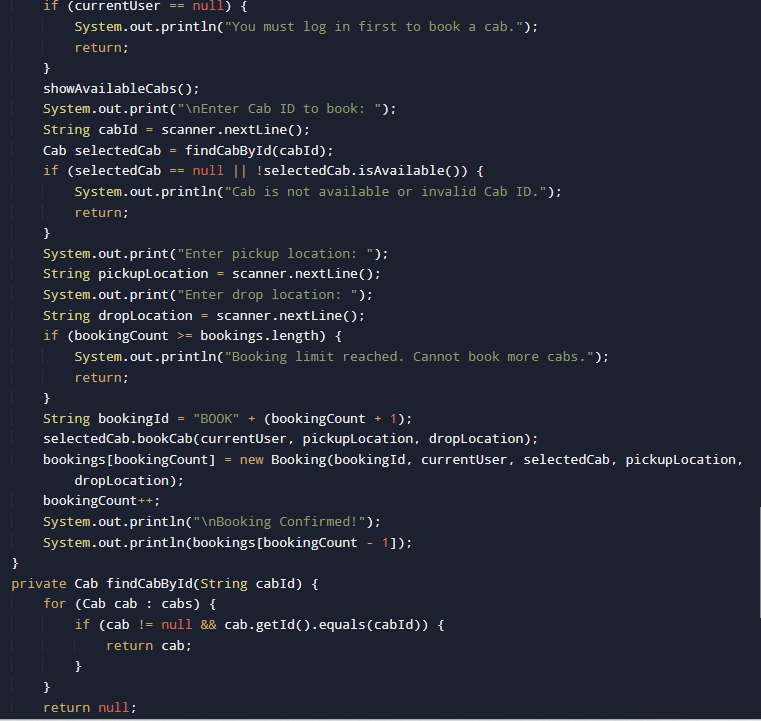 if (currentUser == null) {
System.out.println("You must log in first to book a cab.");
return;
}
showAvailableCabs();
System.out.print("\nEnter Cab ID to book: ");
String cabId = scanner.nextLine();
Cab selectedCab = findCabById(cabId);
if (selectedCab == null || !selectedCab.isAvailable()) {
System.out.println("Cab is not available or invalid Cab ID.");
return;
}
System.out.print("Enter pickup location: ");
String pickupLocation = scanner.nextLine();
System.out.print("Enter drop location: ");
String dropLocation = scanner.nextLine();
if (bookingCount >= bookings.length) {
System.out.println("Booking limit reached. Cannot book more cabs.");
return;
}
String bookingId = "BOOK" + (bookingCount + 1);
selectedCab.bookCab(currentUser, pickupLocation, dropLocation);
bookings[bookingCount] = new Booking(bookingId, currentUser, selectedCab, pickupLocation,
dropLocation);
bookingCount++;
System.out.println("\nBooking Confirmed!");
System.out.println(bookings[bookingCount - 1]);
}
private Cab findCabById(String cabId) {
for (Cab cab : cabs) {
if (cab != null && cab.getId().equals(cabId)) {
return cab;
}
}
return null;